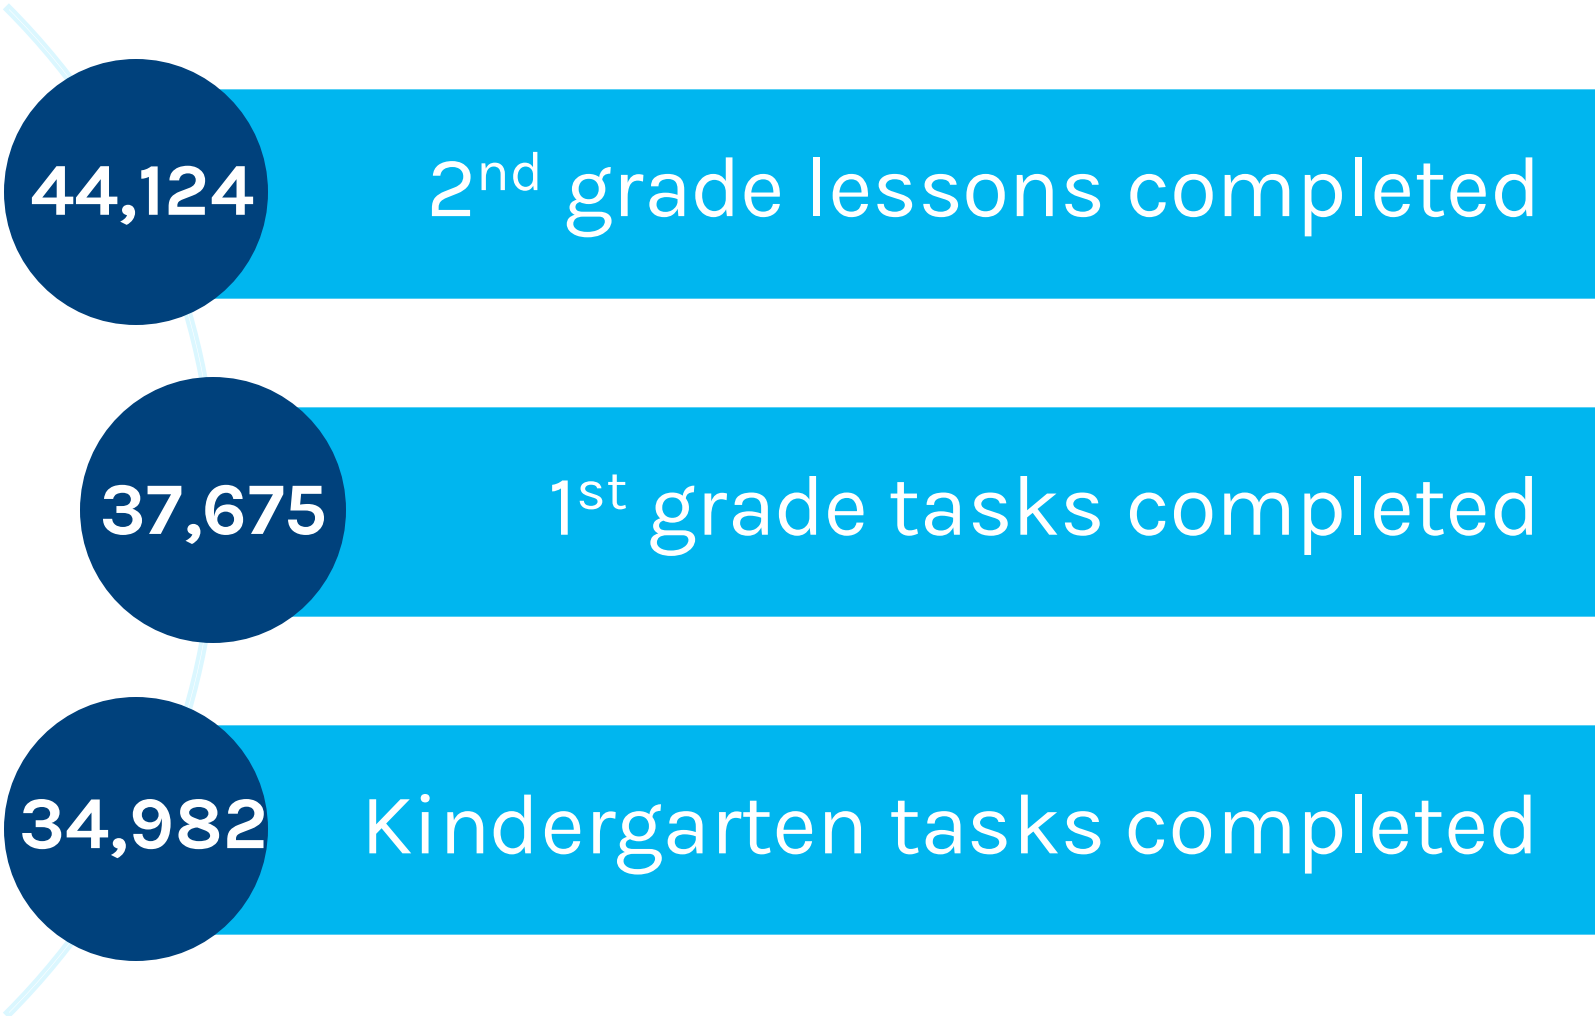 44,124 2nd grade lessons completed
37,675 1st grade tasks completed
34,982 Kindergarten tasks completed